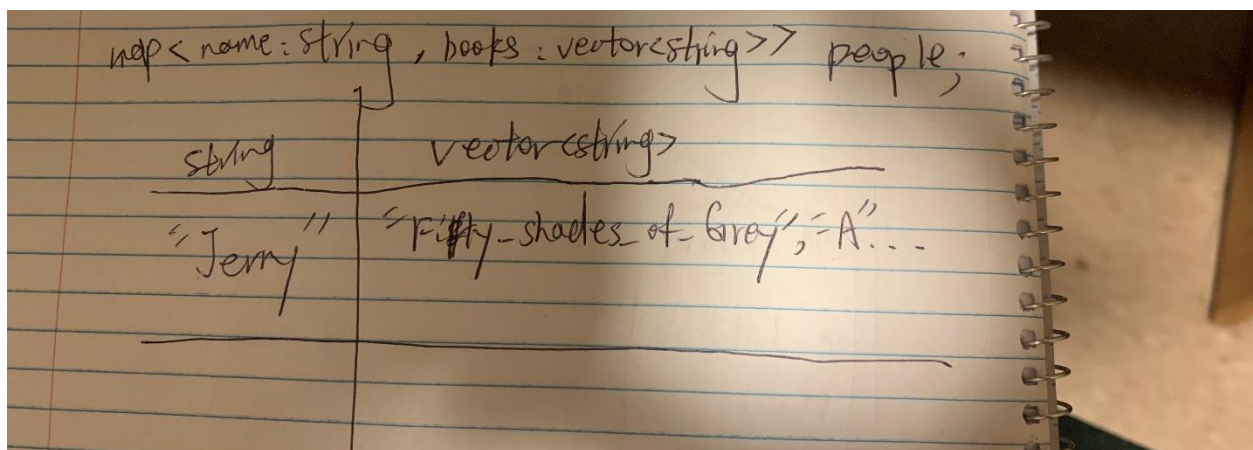 map<name:string, books:vector<string>> people;
string vector<string>
"Jerry" "Fifty_shades_of_Grey", "A"....